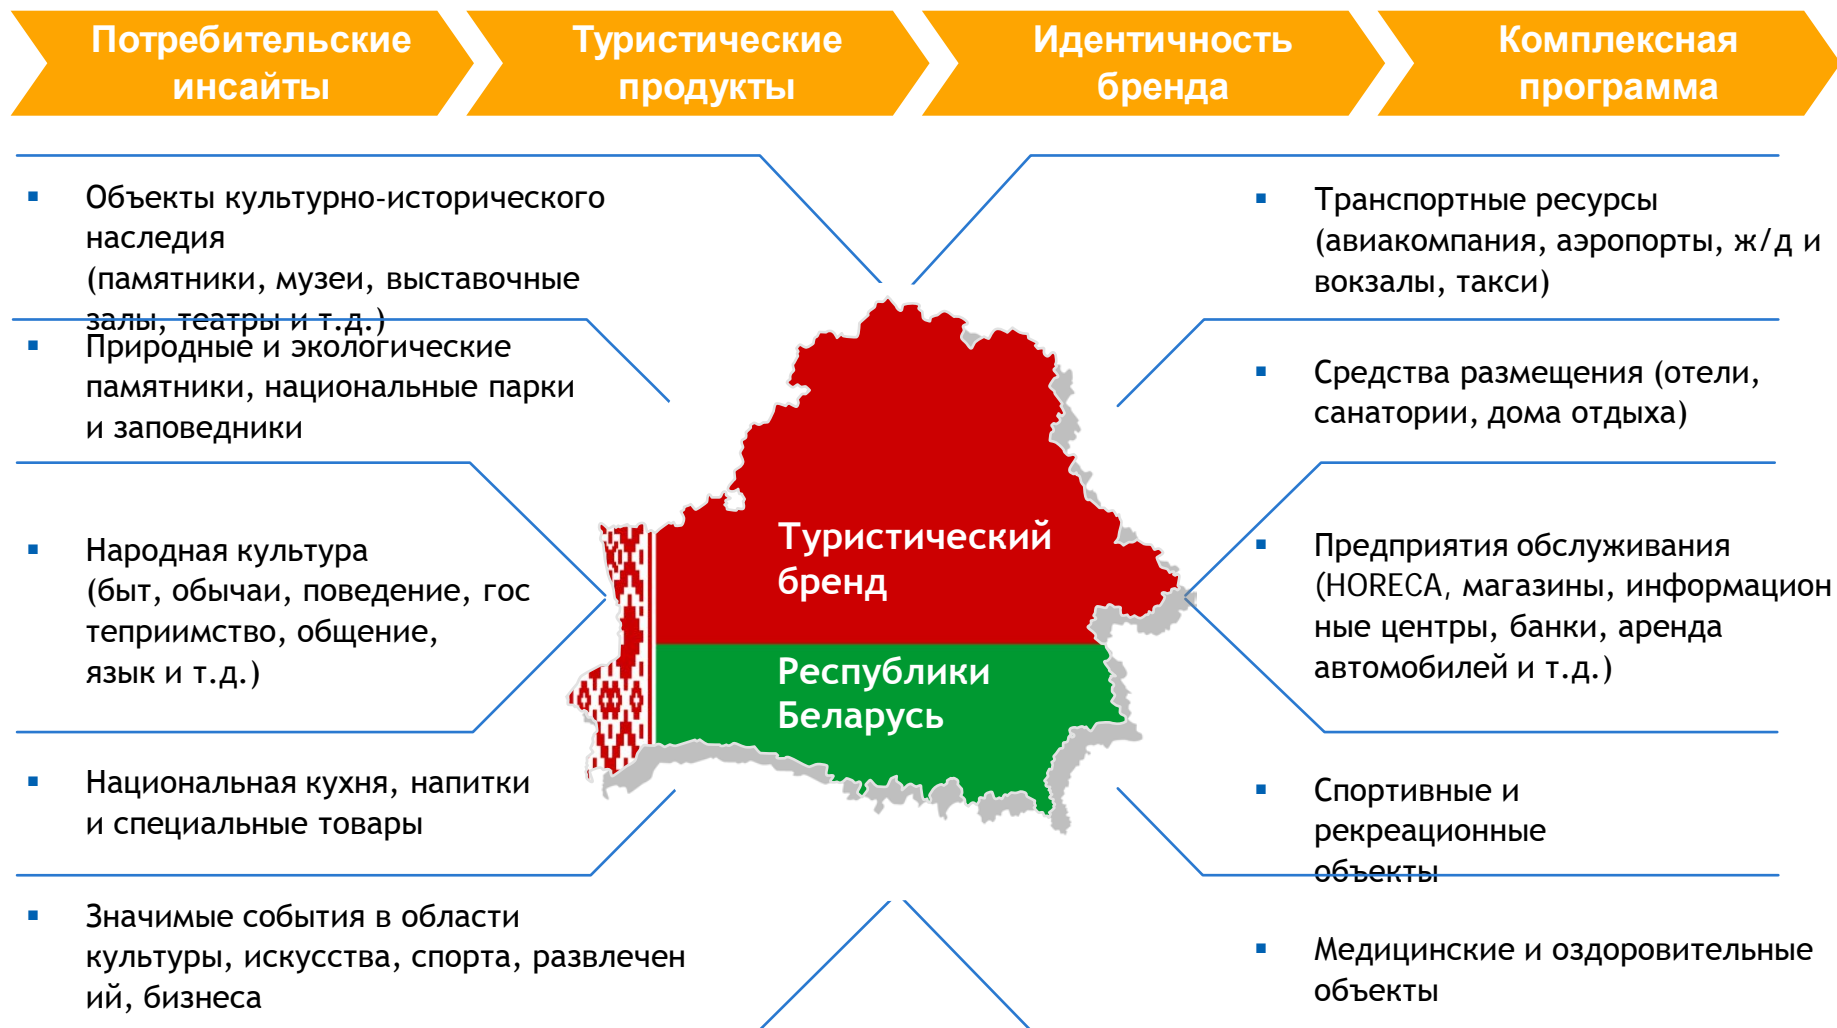 Потребительские
инсайты
Туристические
продукты
Идентичность
бренда
Комплексная
программа
▪ Объекты культурно-исторического
наследия
(памятники, музеи, выставочные
залы, театры и т.д.)
▪ Природные и экологические
памятники, национальные парки
и заповедники
▪ Народная культура
(быт, обычаи, поведение, гос
теприимство, общение,
язык и т.д.)
▪ Национальная кухня, напитки
и специальные товары
▪ Значимые события в области
культуры, искусства, спорта, развлечен
ий, бизнеса
Туристический
бренд
Республики
Беларусь
▪ Транспортные ресурсы
(авиакомпания, аэропорты, ж/д и
вокзалы, такси)
▪ Средства размещения (отели,
санатории, дома отдыха)
▪ Предприятия обслуживания
(HORECA, магазины, информацион
ные центры, банки, аренда
автомобилей и т.д.)
▪ Спортивные и
рекреационные
объекты
▪ Медицинские и оздоровительные
объекты